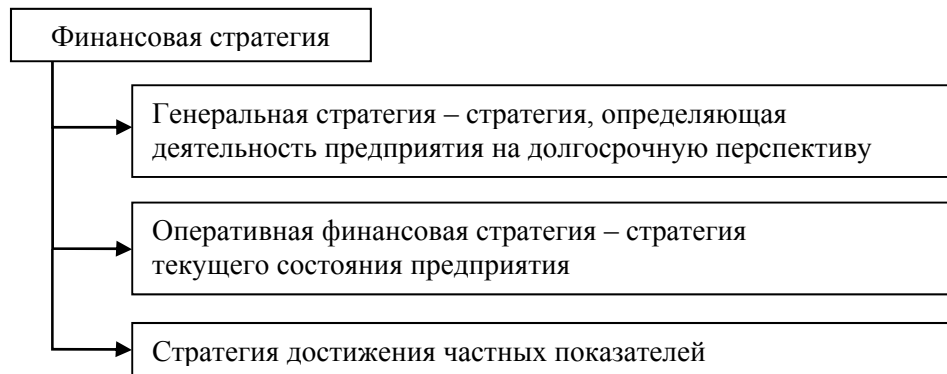 Финансовая стратегия
Генеральная стратегия – стратегия, определяющая
деятельность предприятия на долгосрочную перспективу
Оперативная финансовая стратегия – стратегия
текущего состояния предприятия
Стратегия достижения частных показателей